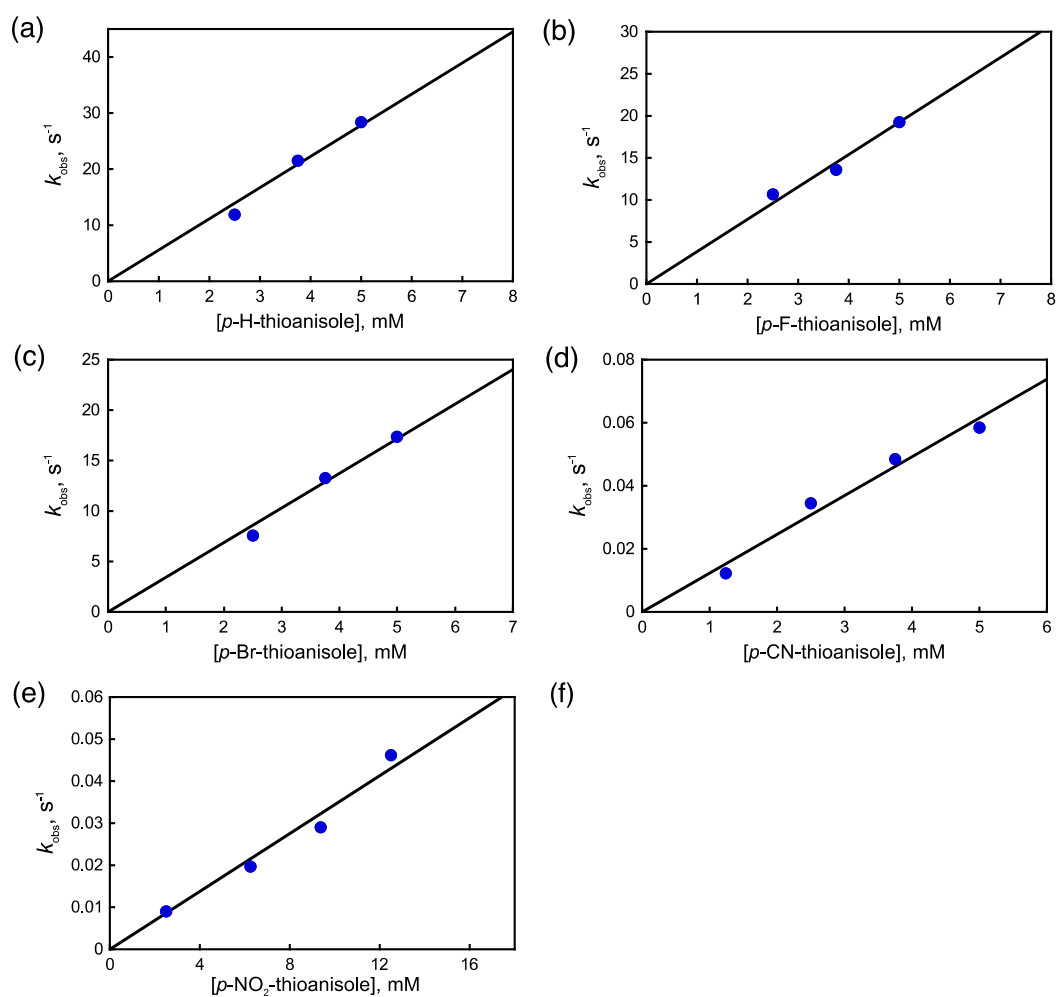 (a)
40
30
20
10
0
k_obs, s⁻¹
0 1 2 3 4 5 6 7 8
[p-H-thioanisole], mM
(b)
30
25
20
15
10
5
0
k_obs, s⁻¹
0 1 2 3 4 5 6 7 8
[p-F-thioanisole], mM
(c)
25
20
15
10
5
0
k_obs, s⁻¹
0 1 2 3 4 5 6 7
[p-Br-thioanisole], mM
(d)
0.08
0.06
0.04
0.02
0
k_obs, s⁻¹
0 1 2 3 4 5 6
[p-CN-thioanisole], mM
(e)
0.06
0.05
0.04
0.03
0.02
0.01
0
k_obs, s⁻¹
0 4 8 12 16
[p-NO₂-thioanisole], mM
(f)